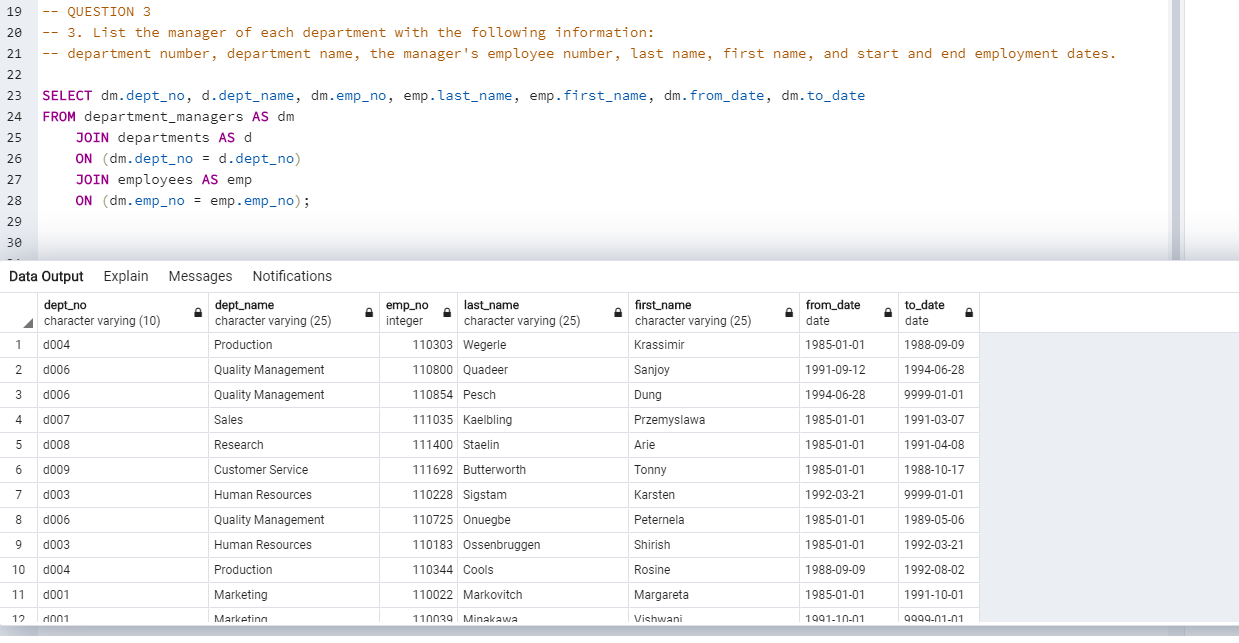 19 -- QUESTION 3
20 -- 3. List the manager of each department with the following information:
21 -- department number, department name, the manager's employee number, last name, first name, and start and end employment dates.
22
23 SELECT dm.dept_no, d.dept_name, dm.emp_no, emp.last_name, emp.first_name, dm.from_date, dm.to_date
24 FROM department_managers AS dm
25 JOIN departments AS d
26 ON (dm.dept_no = d.dept_no)
27 JOIN employees AS emp
28 ON (dm.emp_no = emp.emp_no);
29
30
Data Output Explain Messages Notifications
dept_no dept_name emp_no last_name first_name from_date to_date
character varying (10) character varying (25) integer character varying (25) character varying (25) date date
1 d004 Production 110303 Wegerle Krassimir 1985-01-01 1988-09-09
2 d006 Quality Management 110800 Quadeer Sanjoy 1991-09-12 1994-06-28
3 d006 Quality Management 110854 Pesch Dung 1994-06-28 9999-01-01
4 d007 Sales 111035 Kaelbling Przemyslawa 1985-01-01 1991-03-07
5 d008 Research 111400 Staelin Arie 1985-01-01 1991-04-08
6 d009 Customer Service 111692 Butterworth Tonny 1985-01-01 1988-10-17
7 d003 Human Resources 110228 Sigstam Karsten 1992-03-21 9999-01-01
8 d006 Quality Management 110725 Onuegbe Peternela 1985-01-01 1989-05-06
9 d003 Human Resources 110183 Ossenbruggen Shirish 1985-01-01 1992-03-21
10 d004 Production 110344 Cools Rosine 1988-09-09 1992-08-02
11 d001 Marketing 110022 Markovitch Margareta 1985-01-01 1991-10-01
12 d001 Marketing 110039 Minakawa Vishwani 1991-10-01 9999-01-01